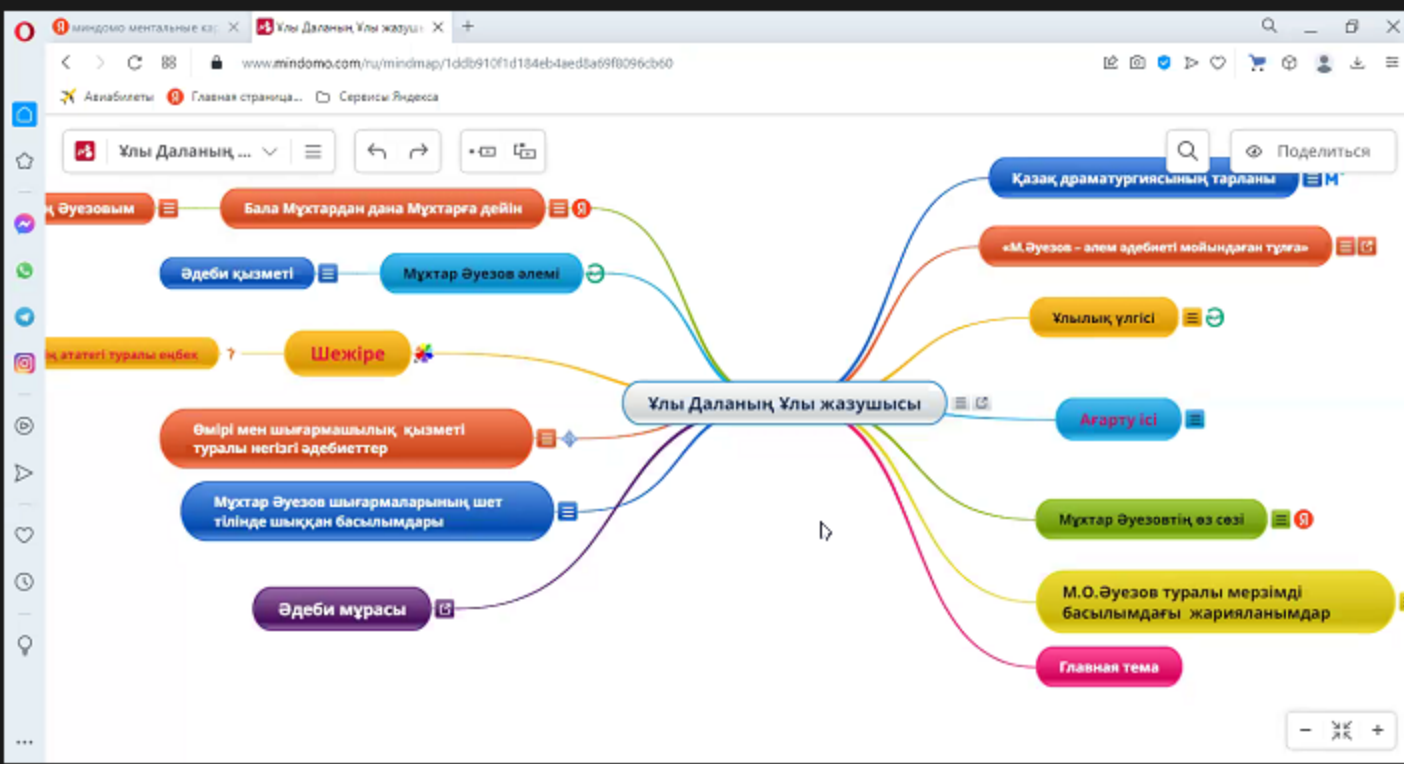 миндомо ментальные ка
Ұлы Даланың Ұлы жазуш
www.mindomo.com/ru/mindmap/1ddb910f1d184eb4aed8a69f8096cb60
Авиабилеты
Главная страница...
Сервисы Яндекса
Ұлы Даланың ...
Поделиться
Қазақ драматургиясының тарланы
ң Әуезовым
Бала Мұхтардан дана Мұхтарға дейін
«М.Әуезов – әлем әдебиеті мойындаған тұлға»
Әдеби қызметі
Мұхтар Әуезов әлемі
Ұлылық үлгісі
ің ататегі туралы еңбек
?
Шежіре
Ұлы Даланың Ұлы жазушысы
Ағарту ісі
Өмірі мен шығармашылық қызметі
туралы негізгі әдебиеттер
Мұхтар Әуезов шығармаларының шет
тілінде шыққан басылымдары
Мұхтар Әуезовтің өз сөзі
Әдеби мұрасы
М.О.Әуезов туралы мерзімді
басылымдағы жарияланымдар
Главная тема